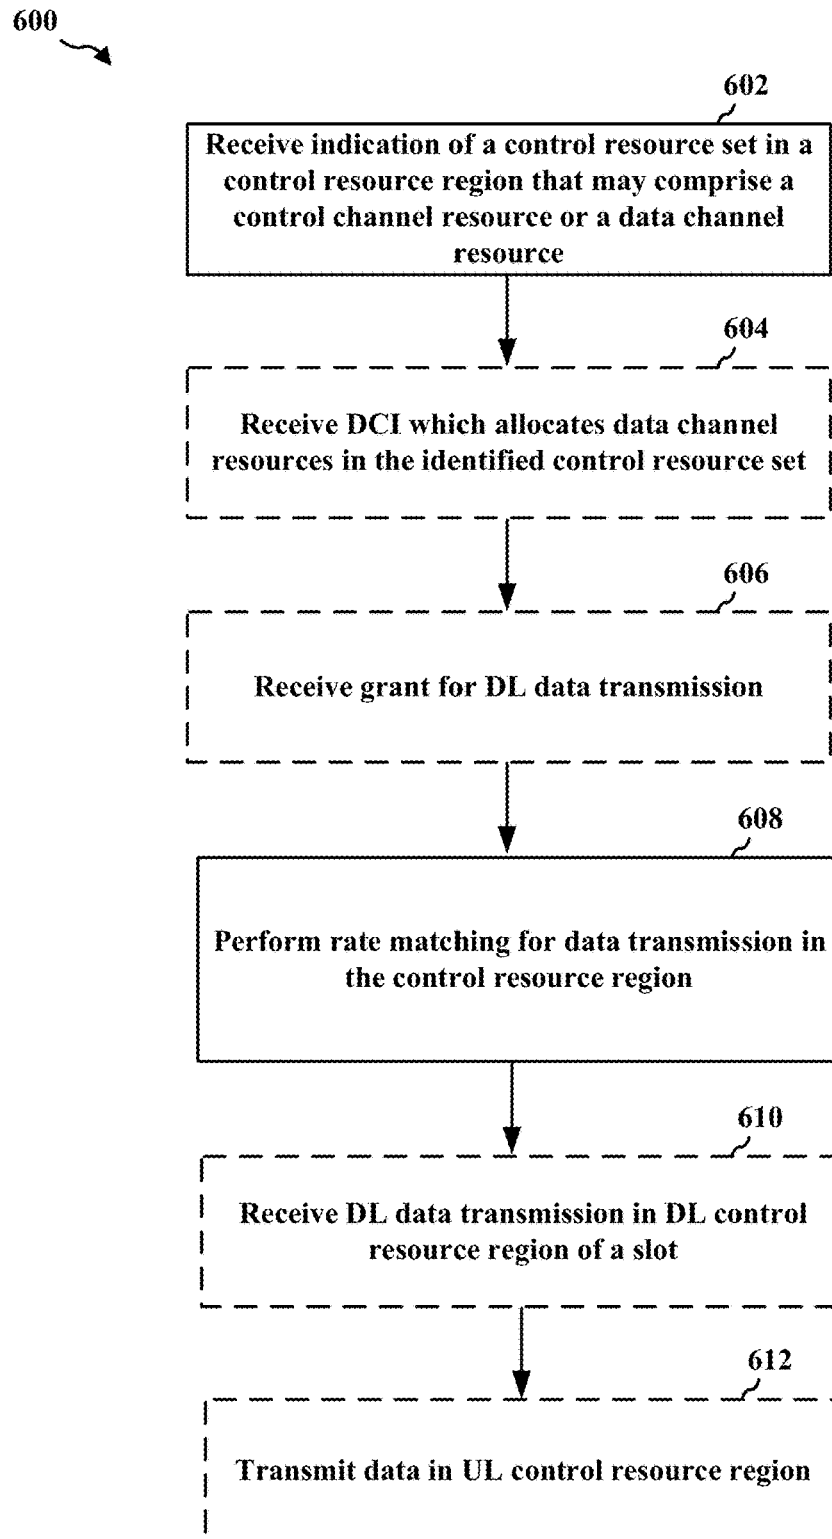 600
602
Receive indication of a control resource set in a
control resource region that may comprise a
control channel resource or a data channel
resource
604
Receive DCI which allocates data channel
resources in the identified control resource set
606
Receive grant for DL data transmission
608
Perform rate matching for data transmission in
the control resource region
610
Receive DL data transmission in DL control
resource region of a slot
612
Transmit data in UL control resource region